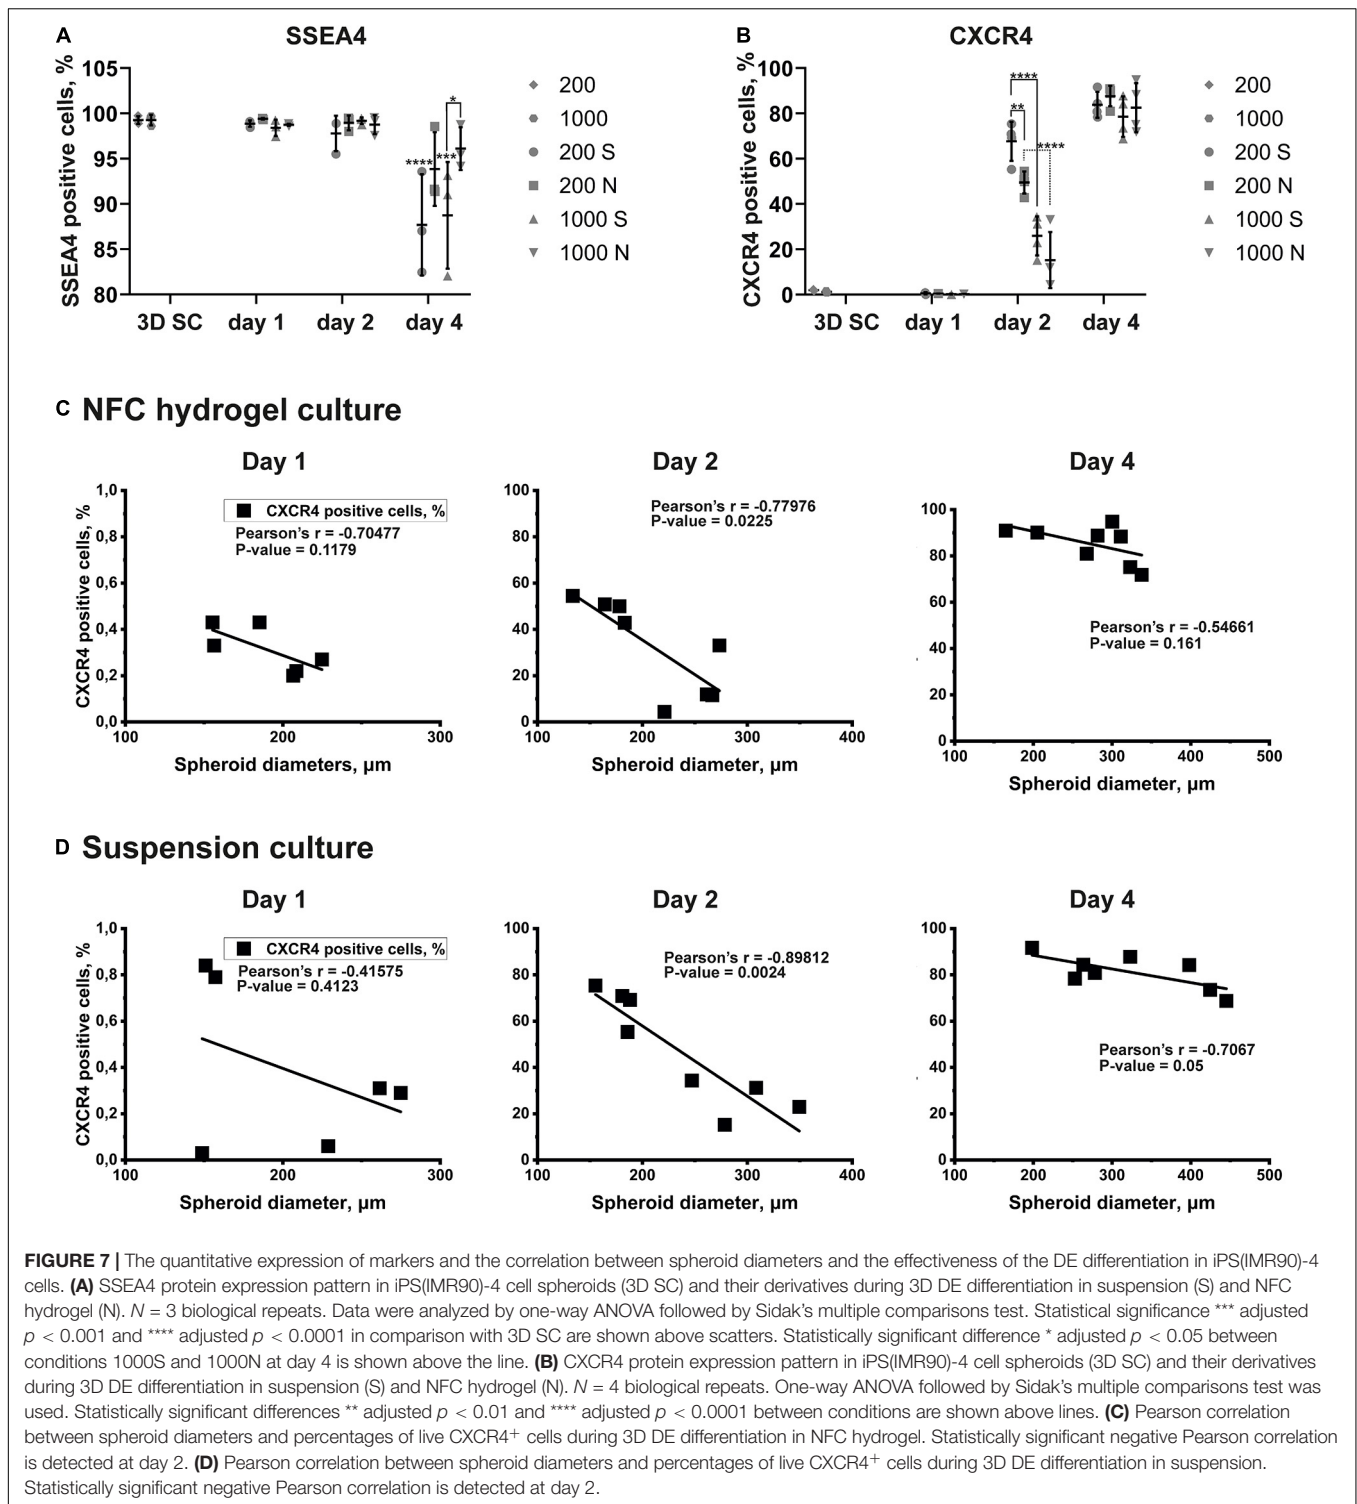 A
SSEA4
SSEA4 positive cells, %
105
100
95
90
85
80
****
***
*
3D SC
day 1
day 2
day 4
200
1000
200 S
200 N
1000 S
1000 N
B
CXCR4
CXCR4 positive cells, %
100
80
60
40
20
0
****
**
****
3D SC
day 1
day 2
day 4
200
1000
200 S
200 N
1000 S
1000 N
C NFC hydrogel culture
Day 1
CXCR4 positive cells, %
1,0
0,8
0,6
0,4
0,2
0,0
CXCR4 positive cells, %
Pearson's r = -0.70477
P-value = 0.1179
100
200
300
Spheroid diameters, µm
Day 2
100
80
60
40
20
0
Pearson's r = -0.77976
P-value = 0.0225
100
200
300
400
Spheroid diameter, µm
Day 4
100
80
60
40
20
0
Pearson's r = -0.54661
P-value = 0.161
100
200
300
400
500
Spheroid diameter, µm
D Suspension culture
Day 1
CXCR4 positive cells, %
1,0
0,8
0,6
0,4
0,2
0,0
CXCR4 positive cells, %
Pearson's r = -0.41575
P-value = 0.4123
100
200
300
Spheroid diameter, µm
Day 2
100
80
60
40
20
0
Pearson's r = -0.89812
P-value = 0.0024
100
200
300
400
Spheroid diameter, µm
Day 4
100
80
60
40
20
0
Pearson's r = -0.7067
P-value = 0.05
100
200
300
400
500
Spheroid diameter, µm
FIGURE 7 | The quantitative expression of markers and the correlation between spheroid diameters and the effectiveness of the DE differentiation in iPS(IMR90)-4
cells. (A) SSEA4 protein expression pattern in iPS(IMR90)-4 cell spheroids (3D SC) and their derivatives during 3D DE differentiation in suspension (S) and NFC
hydrogel (N). N = 3 biological repeats. Data were analyzed by one-way ANOVA followed by Sidak's multiple comparisons test. Statistical significance *** adjusted
p < 0.001 and **** adjusted p < 0.0001 in comparison with 3D SC are shown above scatters. Statistically significant difference * adjusted p < 0.05 between
conditions 1000S and 1000N at day 4 is shown above the line. (B) CXCR4 protein expression pattern in iPS(IMR90)-4 cell spheroids (3D SC) and their derivatives
during 3D DE differentiation in suspension (S) and NFC hydrogel (N). N = 4 biological repeats. One-way ANOVA followed by Sidak's multiple comparisons test was
used. Statistically significant differences ** adjusted p < 0.01 and **** adjusted p < 0.0001 between conditions are shown above lines. (C) Pearson correlation
between spheroid diameters and percentages of live CXCR4+ cells during 3D DE differentiation in NFC hydrogel. Statistically significant negative Pearson correlation
is detected at day 2. (D) Pearson correlation between spheroid diameters and percentages of live CXCR4+ cells during 3D DE differentiation in suspension.
Statistically significant negative Pearson correlation is detected at day 2.